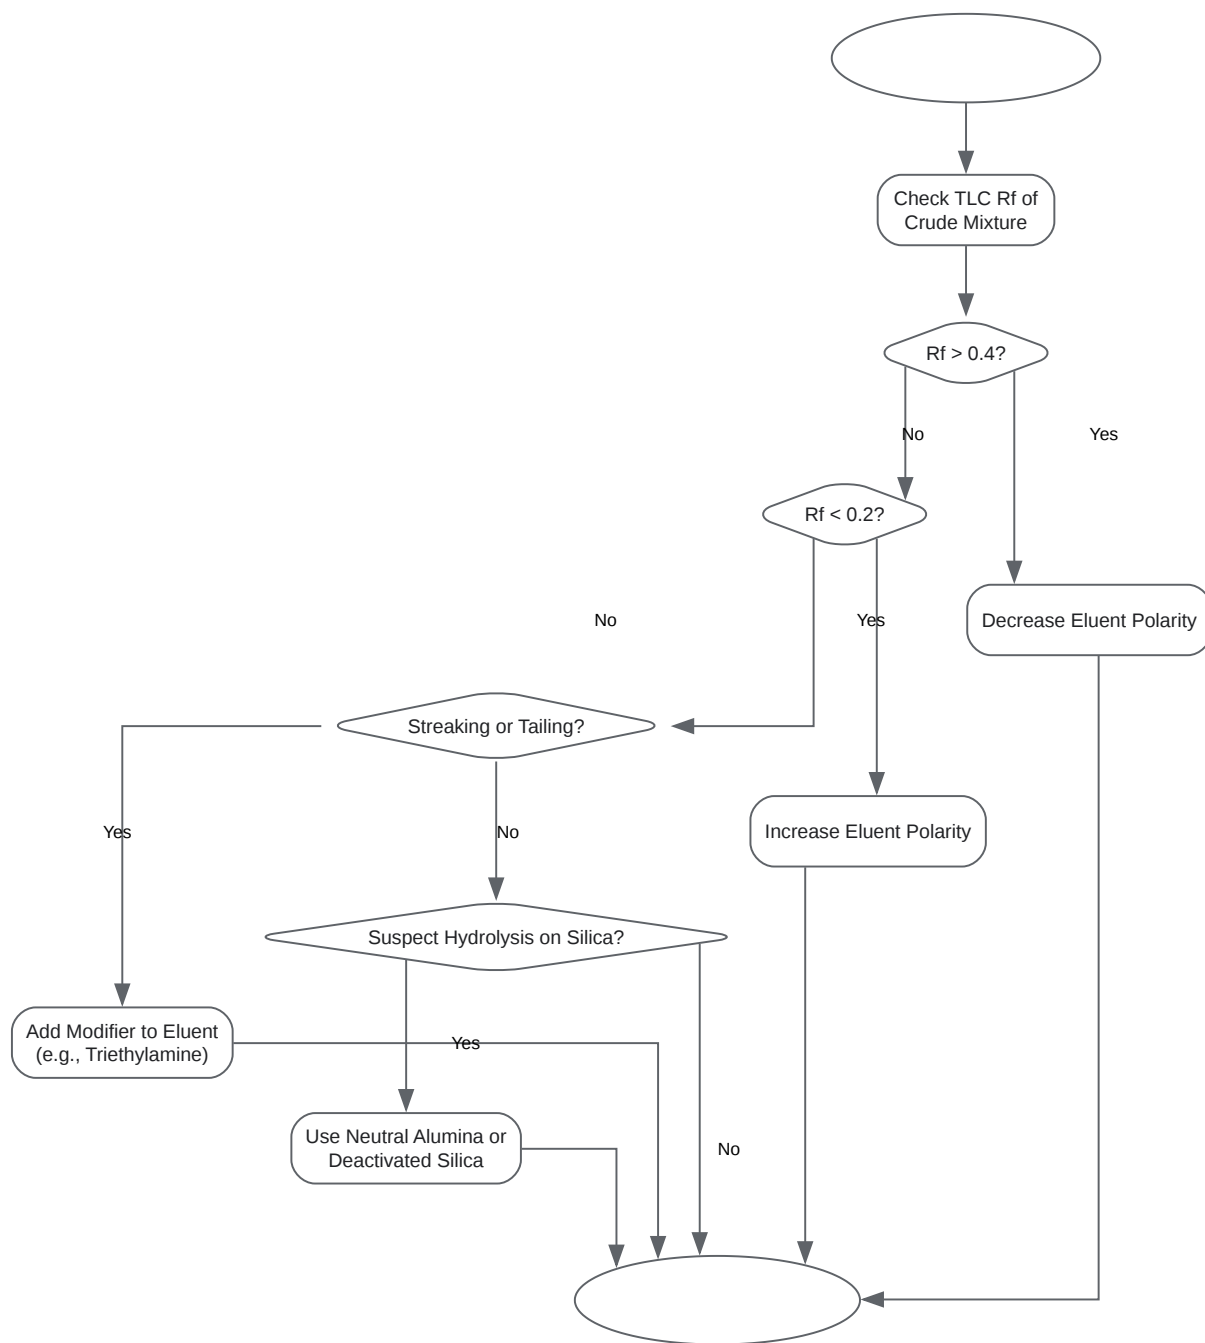 Check TLC Rf of
Crude Mixture
Rf > 0.4?
No
Yes
Rf < 0.2?
No
Yes
Decrease Eluent Polarity
Streaking or Tailing?
Yes
No
Increase Eluent Polarity
Suspect Hydrolysis on Silica?
Add Modifier to Eluent
(e.g., Triethylamine)
Yes
Use Neutral Alumina or
Deactivated Silica
No